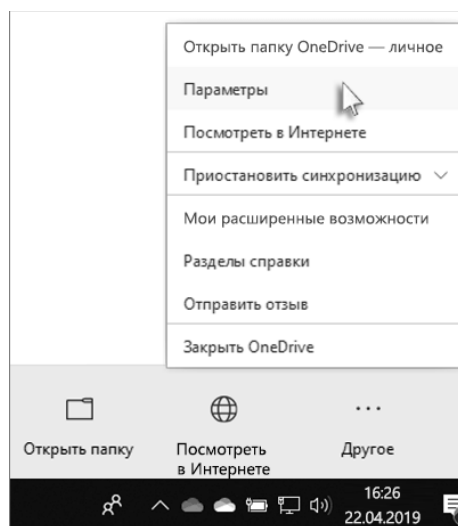 Открыть папку OneDrive — личное
Параметры
Посмотреть в Интернете
Приостановить синхронизацию
Мои расширенные возможности
Разделы справки
Отправить отзыв
Закрыть OneDrive
Открыть папку
Посмотреть
в Интернете
Другое
16:26
22.04.2019